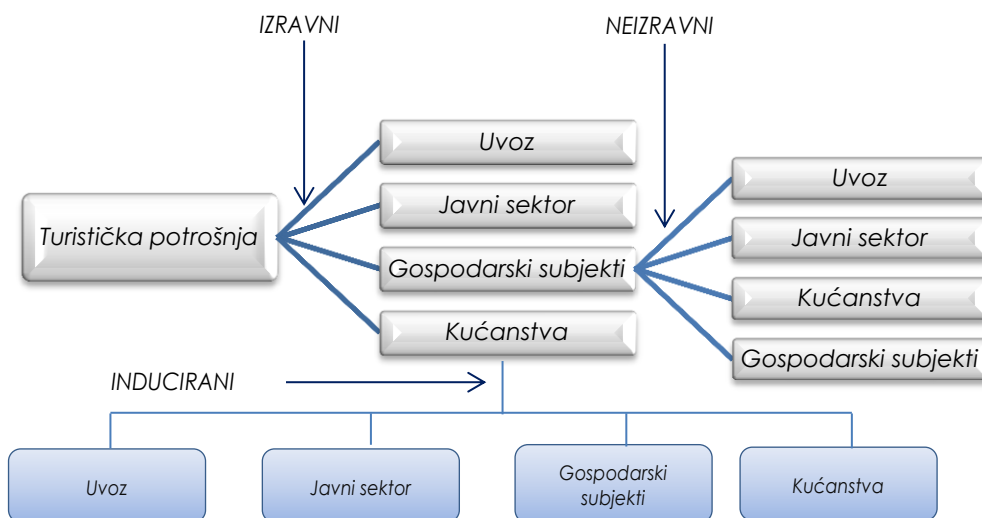 IZRAVNI
NEIZRAVNI
Turistička potrošnja
Uvoz
Javni sektor
Gospodarski subjekti
Kućanstva
Uvoz
Javni sektor
Kućanstva
Gospodarski subjekti
INDUCIRANI
Uvoz
Javni sektor
Gospodarski
subjekti
Kućanstva